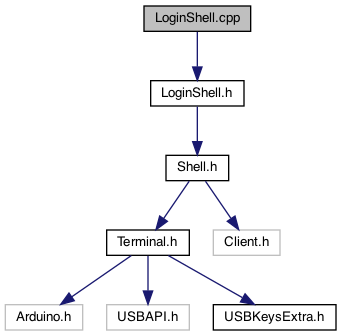 LoginShell.cpp
LoginShell.h
Shell.h
Terminal.h
Client.h
Arduino.h
USBAPI.h
USBKeysExtra.h